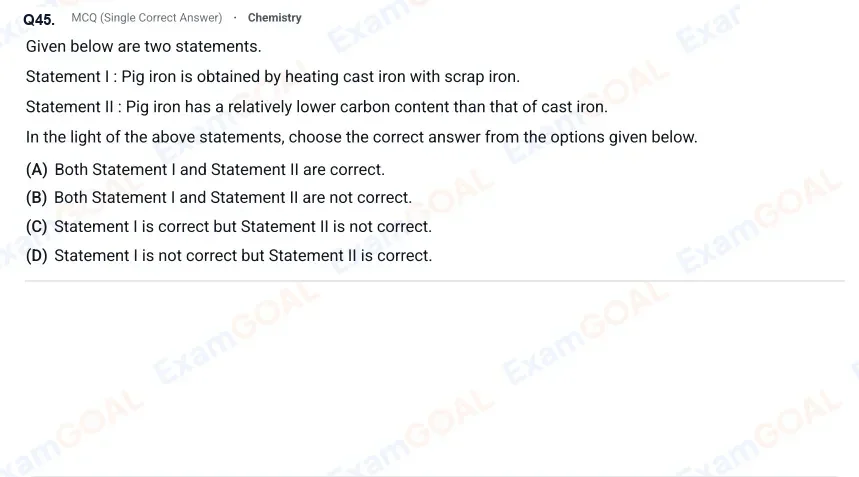 Q45. MCQ (Single Correct Answer) · Chemistry
Given below are two statements.
Statement I : Pig iron is obtained by heating cast iron with scrap iron.
Statement II : Pig iron has a relatively lower carbon content than that of cast iron.
In the light of the above statements, choose the correct answer from the options given below.
(A) Both Statement I and Statement II are correct.
(B) Both Statement I and Statement II are not correct.
(C) Statement I is correct but Statement II is not correct.
(D) Statement I is not correct but Statement II is correct.
ExamGOAL